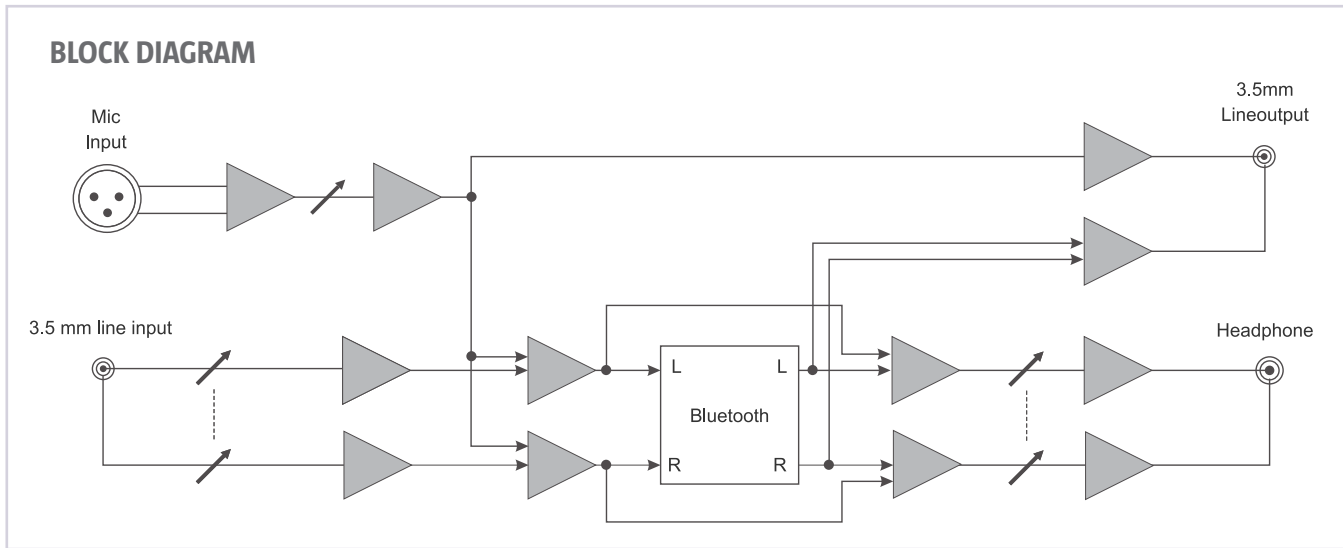 BLOCK DIAGRAM
Mic
Input
3.5mm
Lineoutput
3.5 mm line input
Headphone
L
L
Bluetooth
R
R